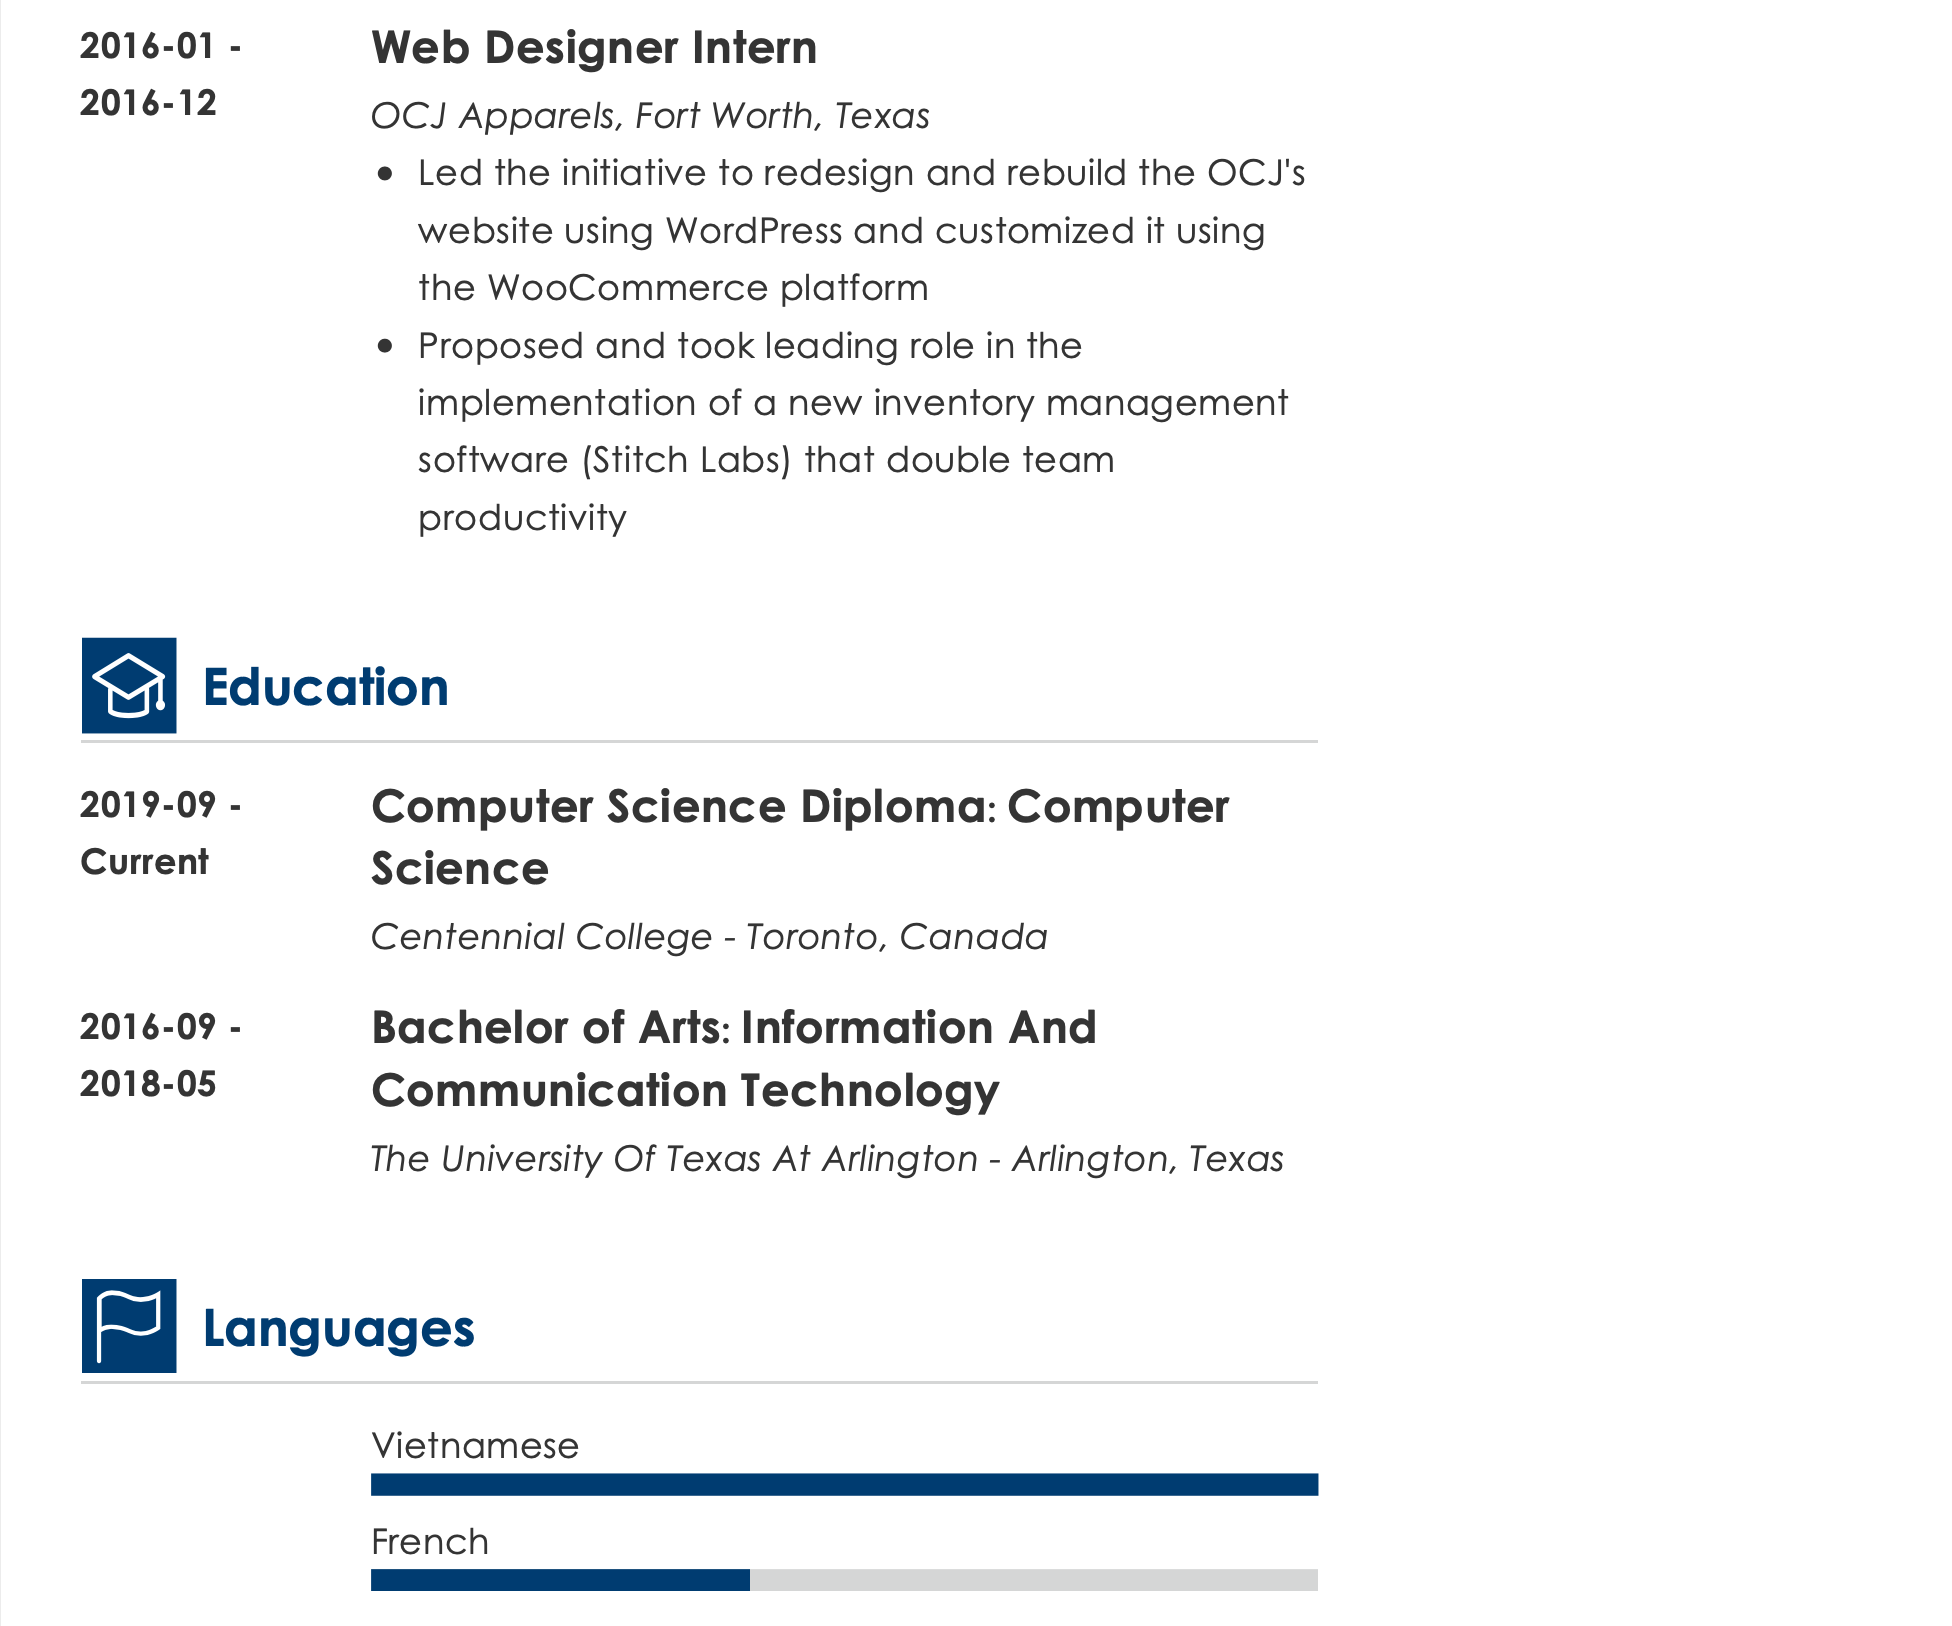 2016-01 -
2016-12
Web Designer Intern
OCJ Apparels, Fort Worth, Texas
• Led the initiative to redesign and rebuild the OCJ's
website using WordPress and customized it using
the WooCommerce platform
• Proposed and took leading role in the
implementation of a new inventory management
software (Stitch Labs) that double team
productivity
Education
2019-09 -
Current
Computer Science Diploma: Computer
Science
Centennial College - Toronto, Canada
2016-09 -
2018-05
Bachelor of Arts: Information And
Communication Technology
The University Of Texas At Arlington - Arlington, Texas
Languages
Vietnamese
French